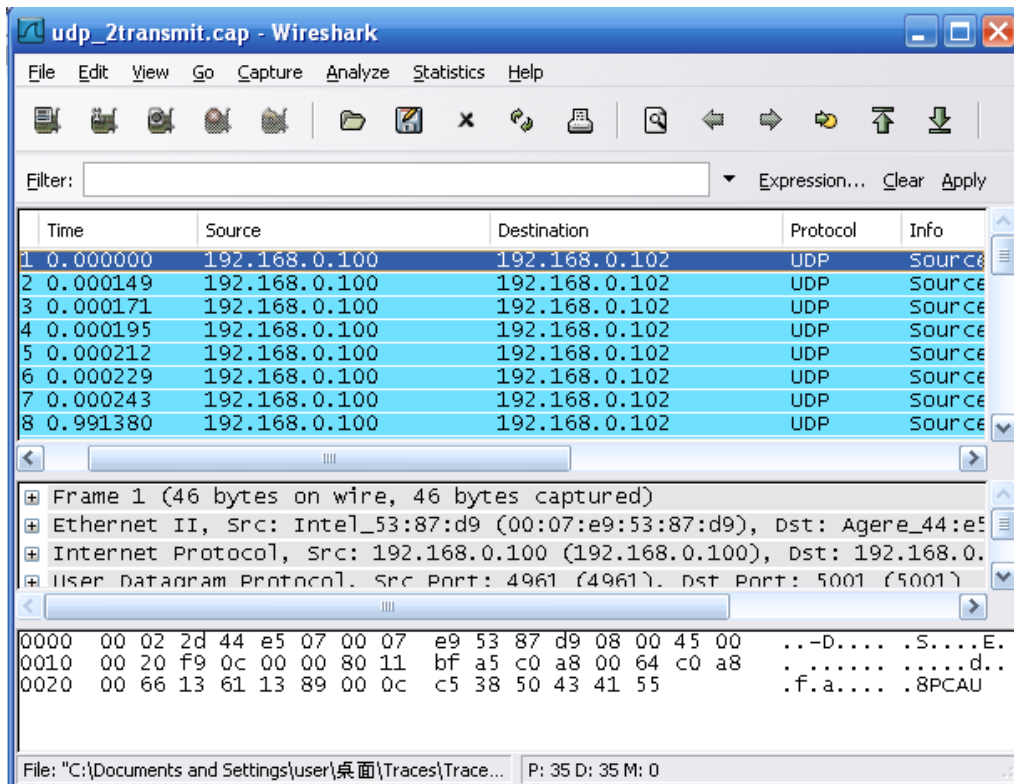 udp_2transmit.cap - Wireshark
File Edit View Go Capture Analyze Statistics Help
Filter: Expression... Clear Apply
Time Source Destination Protocol Info
1 0.000000 192.168.0.100 192.168.0.102 UDP Source
2 0.000149 192.168.0.100 192.168.0.102 UDP Source
3 0.000171 192.168.0.100 192.168.0.102 UDP Source
4 0.000195 192.168.0.100 192.168.0.102 UDP Source
5 0.000212 192.168.0.100 192.168.0.102 UDP Source
6 0.000229 192.168.0.100 192.168.0.102 UDP Source
7 0.000243 192.168.0.100 192.168.0.102 UDP Source
8 0.991380 192.168.0.100 192.168.0.102 UDP Source
Frame 1 (46 bytes on wire, 46 bytes captured)
Ethernet II, Src: Intel_53:87:d9 (00:07:e9:53:87:d9), Dst: Agere_44:e5
Internet Protocol, Src: 192.168.0.100 (192.168.0.100), Dst: 192.168.0.
User Datagram Protocol, Src Port: 4961 (4961), Dst Port: 5001 (5001)
0000 00 02 2d 44 e5 07 00 07 e9 53 87 d9 08 00 45 00 ..-D.... .S....E.
0010 00 20 f9 0c 00 00 80 11 bf a5 c0 a8 00 64 c0 a8 . ...... .....d..
0020 00 66 13 61 13 89 00 0c c5 38 50 43 41 55 .f.a.... .8PCAU
File: "C:\Documents and Settings\user\桌面\Traces\Trace... P: 35 D: 35 M: 0